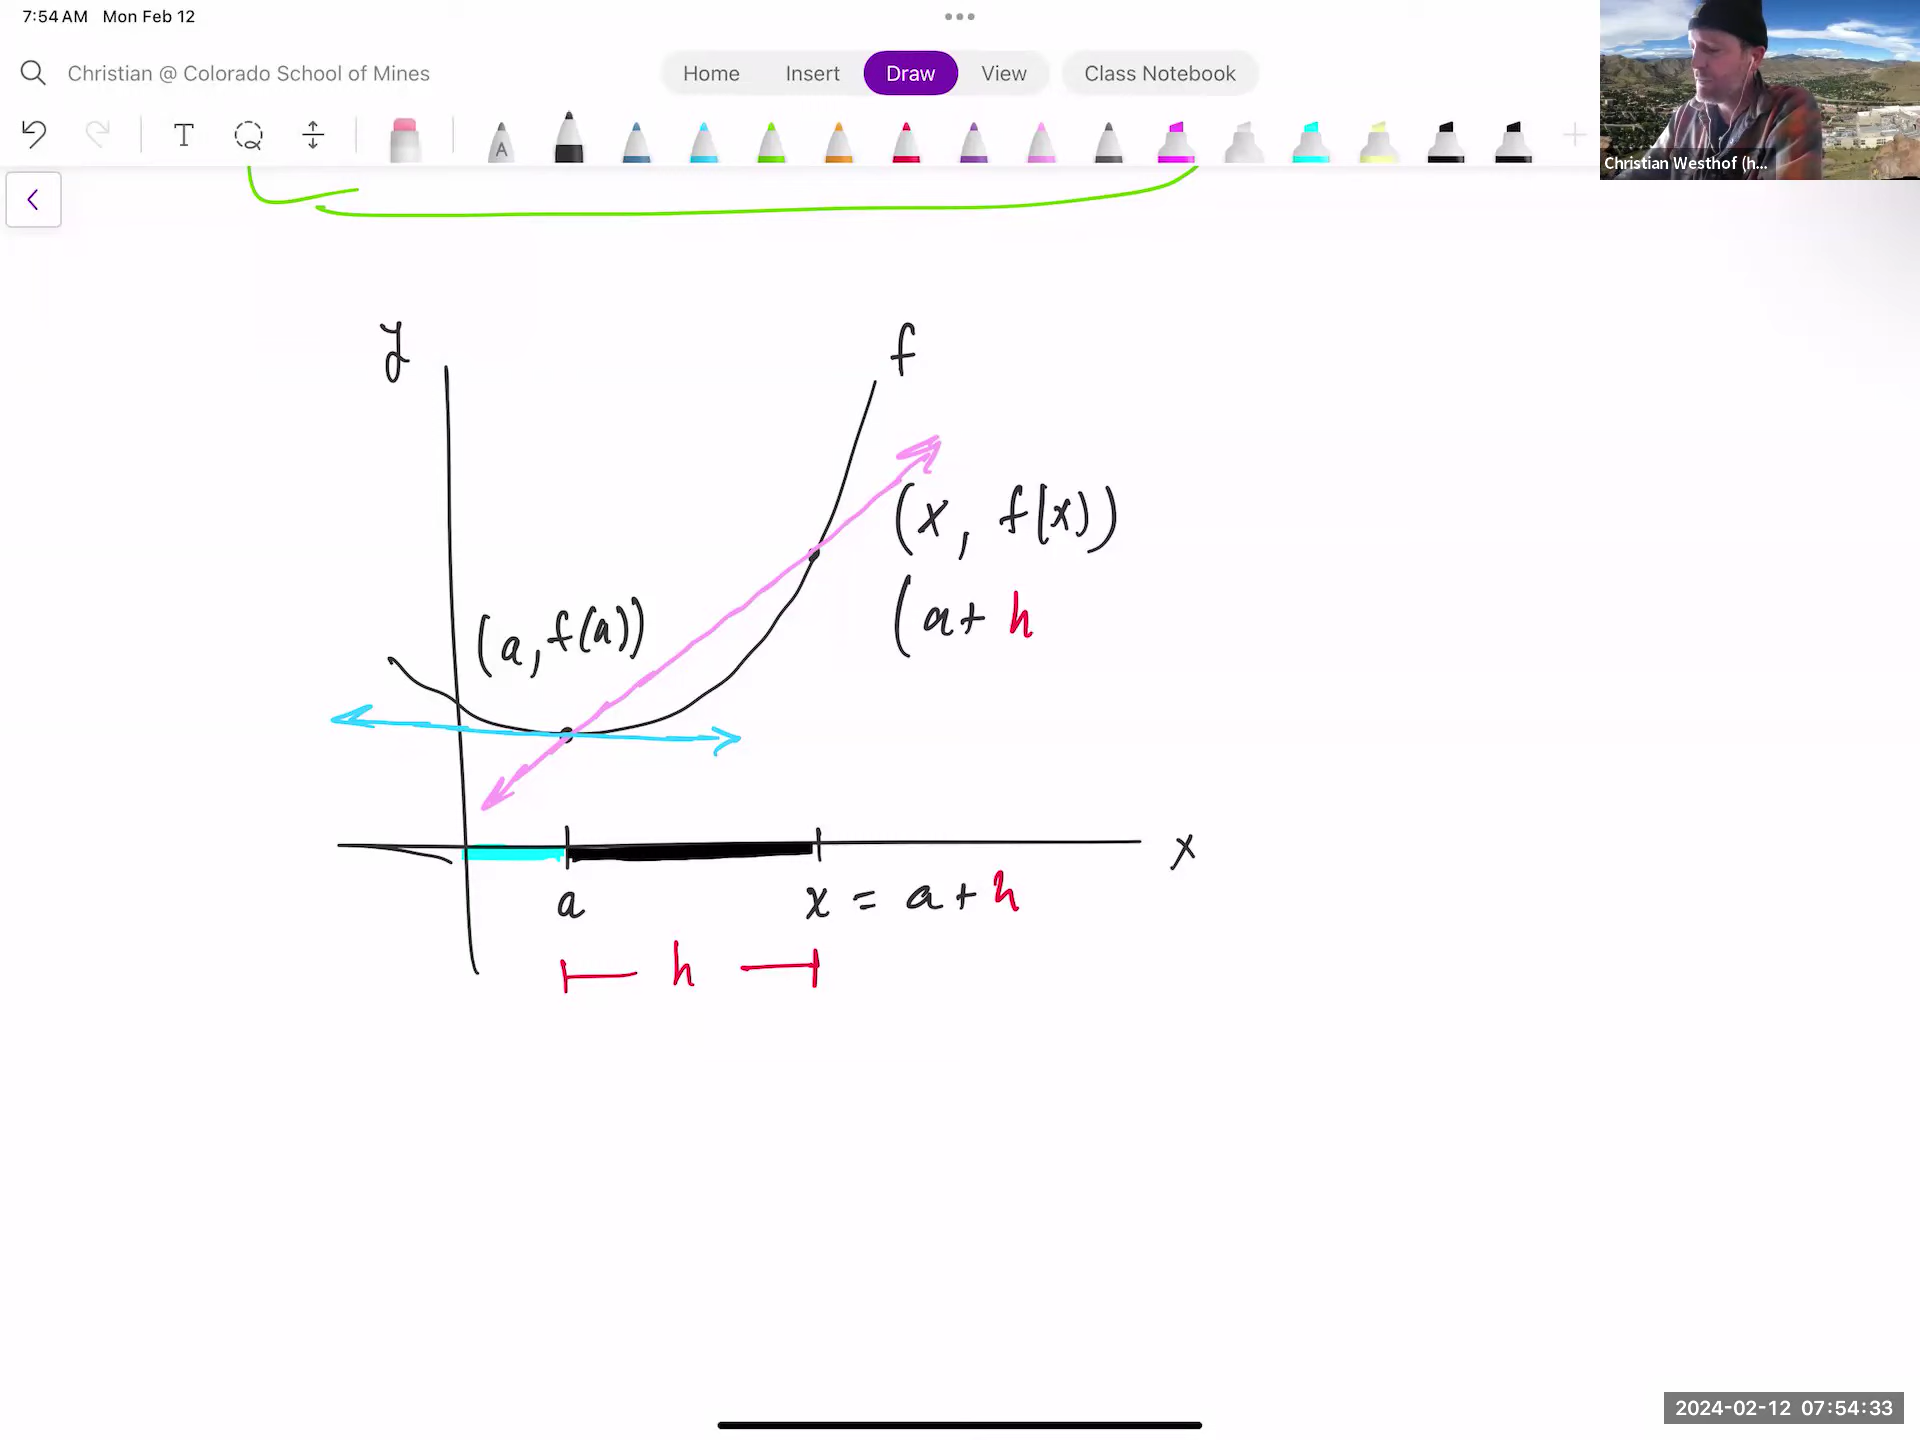 7:54 AM Mon Feb 12
Christian @ Colorado School of Mines
Home Insert Draw View Class Notebook
T
A
Christian Westhof (h...
y
f
(x, f(x))
(a + h
(a, f(a))
x
a
x = a + h
h
2024-02-12 07:54:33